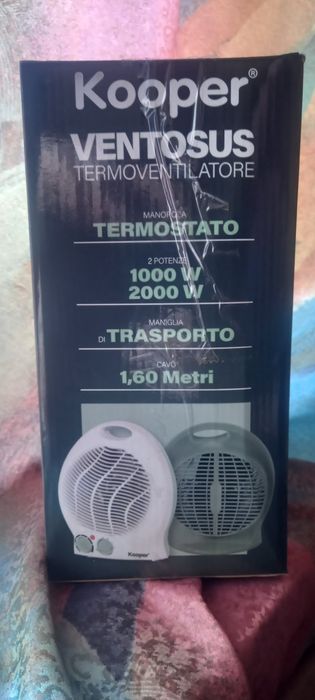 Kooper®
VENTOSUS
TERMOVENTILATORE
MANOPOLA
TERMOSTATO
2 POTENZE
1000 W
2000 W
MANIGLIA
DI TRASPORTO
CAVO
1,60 Metri
Kooper